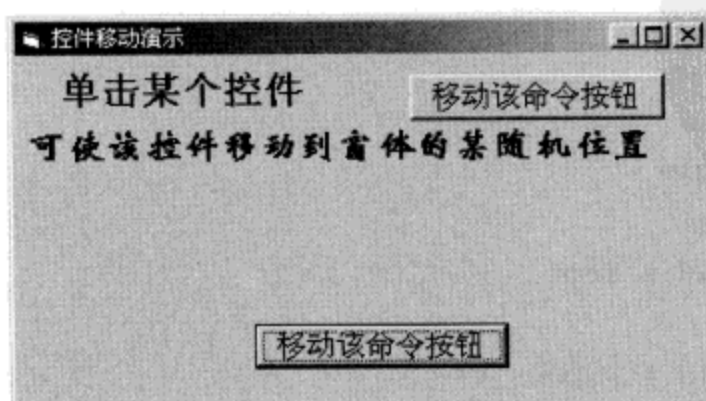 控件移动演示
单击某个控件
移动该命令按钮
可使该控件移动到窗体的某随机位置
移动该命令按钮